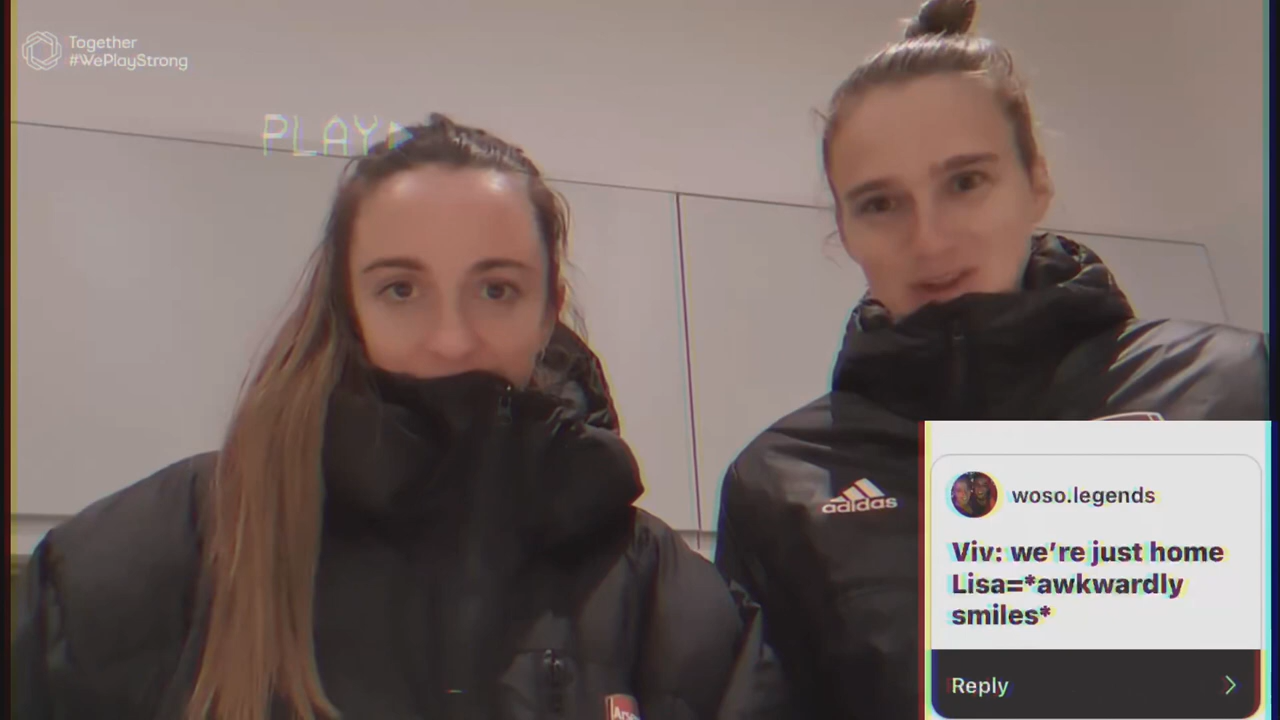 Together
#WePlayStrong
PLAY
adidas
woso.legends
Viv: we're just home
Lisa=*awkwardly
smiles*
Reply